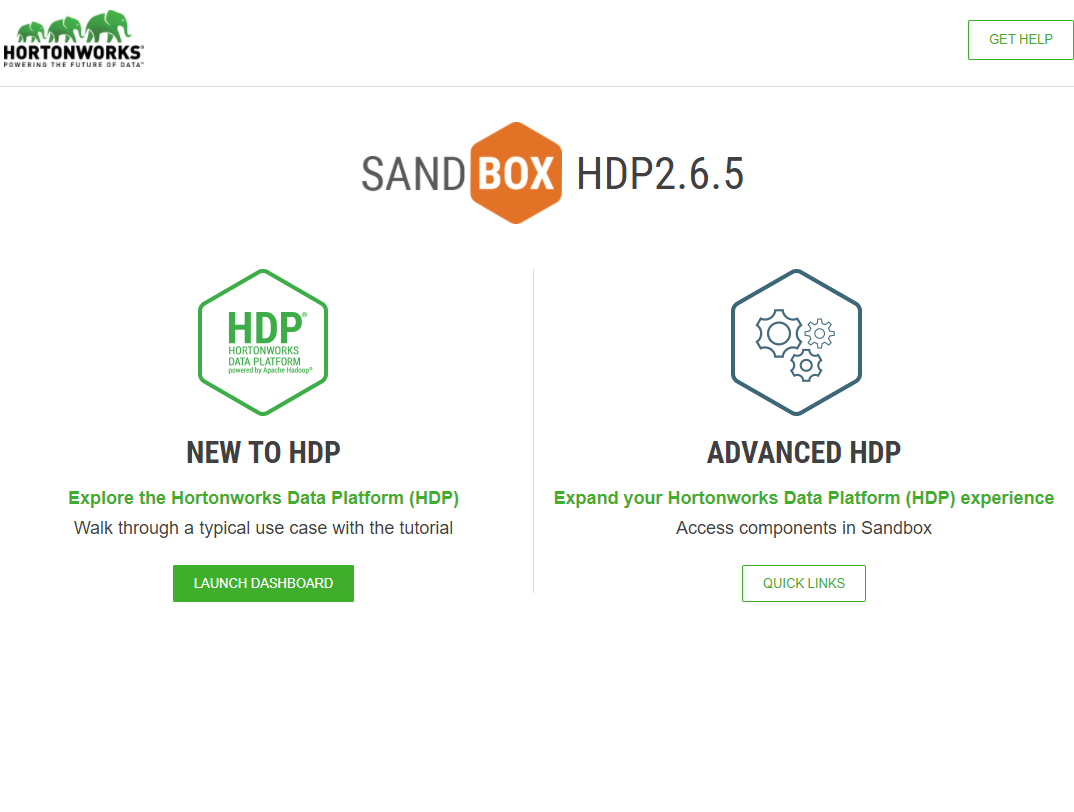 HORTONWORKS®
POWERING THE FUTURE OF DATA™
GET HELP
SANDBOX HDP2.6.5
HDP®
HORTONWORKS
DATA PLATFORM
powered by Apache Hadoop®
NEW TO HDP
Explore the Hortonworks Data Platform (HDP)
Walk through a typical use case with the tutorial
LAUNCH DASHBOARD
ADVANCED HDP
Expand your Hortonworks Data Platform (HDP) experience
Access components in Sandbox
QUICK LINKS